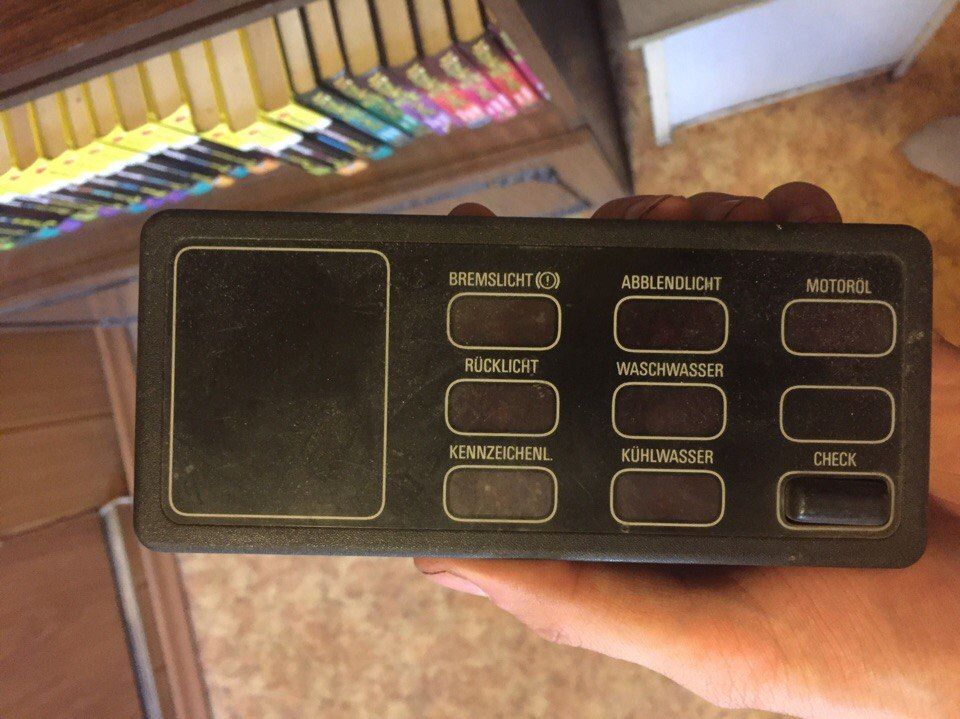 BREMSLICHT (!)
ABBLENDLICHT
MOTORÖL
RÜCKLICHT
WASCHWASSER
KENNZEICHENL.
KÜHLWASSER
CHECK